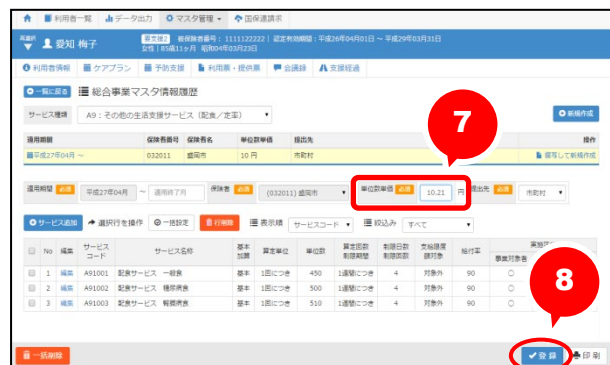 利用者一覧 データ出力 マスタ管理 国保連請求
愛知 梅子
要支援2 被保険者番号：1111122222 | 認定有効期間：平成26年04月01日 ～ 平成29年03月31日
女性 | 85歳11ヶ月 昭和04年03月23日
利用者情報 ケアプラン 予防支援 利用票・提供票 会議録 支援経過
一覧に戻る 総合事業マスタ情報履歴
サービス種類 A9：その他の生活支援サービス（配食／定率） 新規作成
適用期間 保険者番号 保険者名 単位数単価 提出先 操作
平成27年04月 ～ 032011 盛岡市 10 円 市町村 複写して新規作成
7
適用期間 必須 平成27年04月 ～ 適用終了月 保険者 必須 (032011) 盛岡市 単位数単価 必須 10.21 円 提出先 必須 市町村
サービス追加 選択行を操作 一括設定 行削除 表示順 サービスコード 絞込み すべて
No 編集 サービスコード サービス名称 基本加算 算定単位 単位数 算定回数制限期間 制限日数制限回数 支給限度額対象 給付率
事業対象者
1 編集 A91001 配食サービス 一般食 基本 1回につき 450 1週間につき 4 対象外 90 ○
2 編集 A91002 配食サービス 糖尿病食 基本 1回につき 500 1週間につき 4 対象外 90 ○
3 編集 A91003 配食サービス 腎臓病食 基本 1回につき 510 1週間につき 4 対象外 90 ○
8
一括削除 登録 印刷